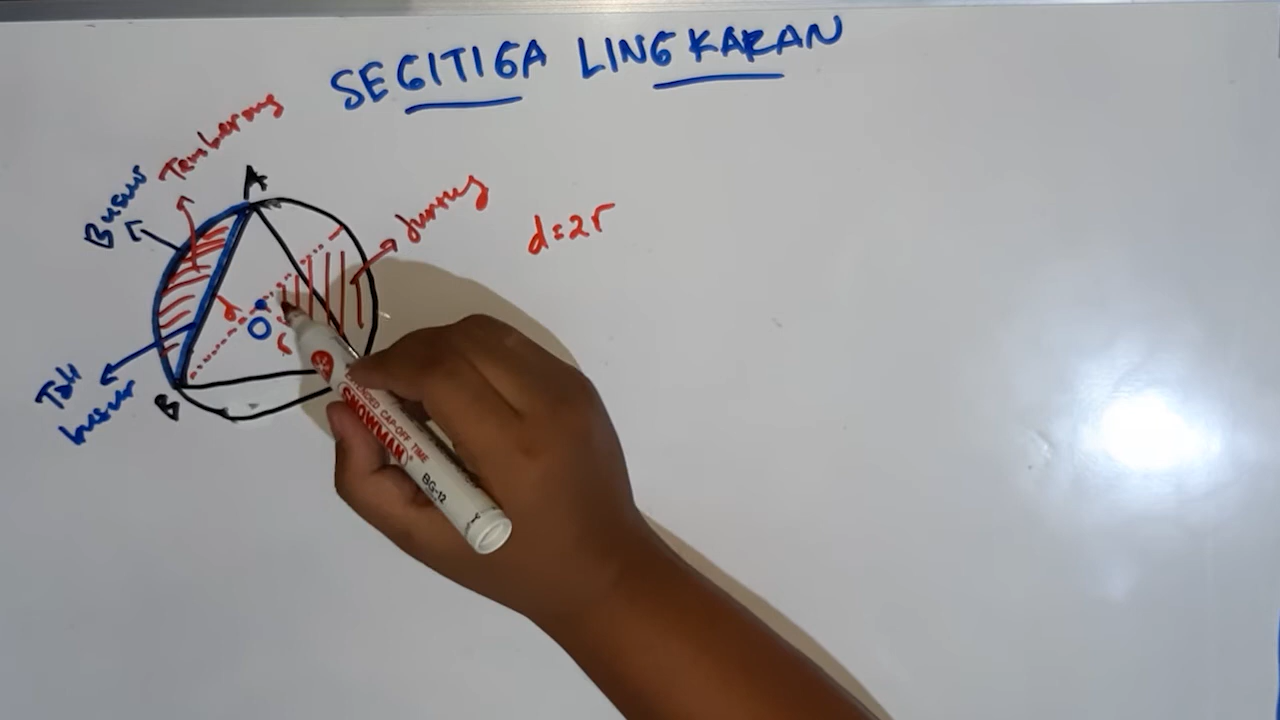 SEGITIGA LINGKARAN
Tembereng
Busur
A
Juring
d=2r
d
O
r
Tali
busur
B
SNOWMAN
BG-12